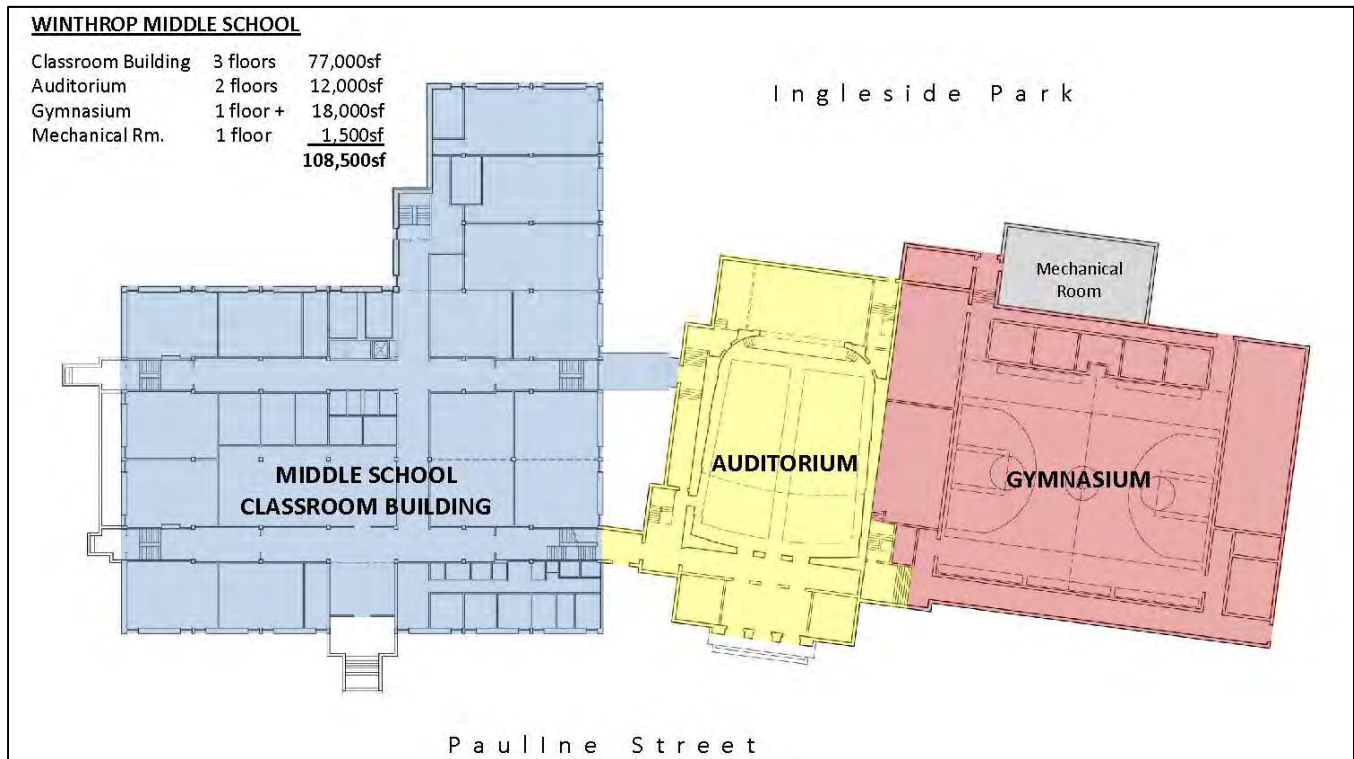 WINTHROP MIDDLE SCHOOL
Classroom Building 3 floors 77,000sf
Auditorium 2 floors 12,000sf
Gymnasium 1 floor + 18,000sf
Mechanical Rm. 1 floor 1,500sf
108,500sf
Ingleside Park
Mechanical
Room
MIDDLE SCHOOL
CLASSROOM BUILDING
AUDITORIUM
GYMNASIUM
Pauline Street